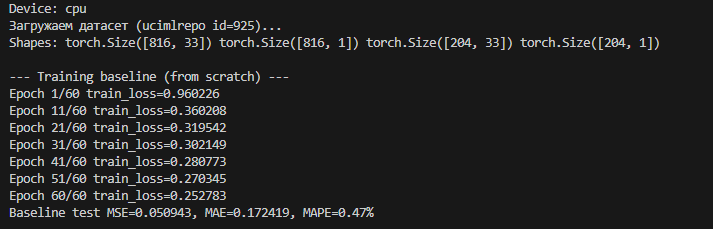 Device: cpu
Загружаем датасет (ucimlrepo id=925)...
Shapes: torch.Size([816, 33]) torch.Size([816, 1]) torch.Size([204, 33]) torch.Size([204, 1])
--- Training baseline (from scratch) ---
Epoch 1/60 train_loss=0.960226
Epoch 11/60 train_loss=0.360208
Epoch 21/60 train_loss=0.319542
Epoch 31/60 train_loss=0.302149
Epoch 41/60 train_loss=0.280773
Epoch 51/60 train_loss=0.270345
Epoch 60/60 train_loss=0.252783
Baseline test MSE=0.050943, MAE=0.172419, MAPE=0.47%